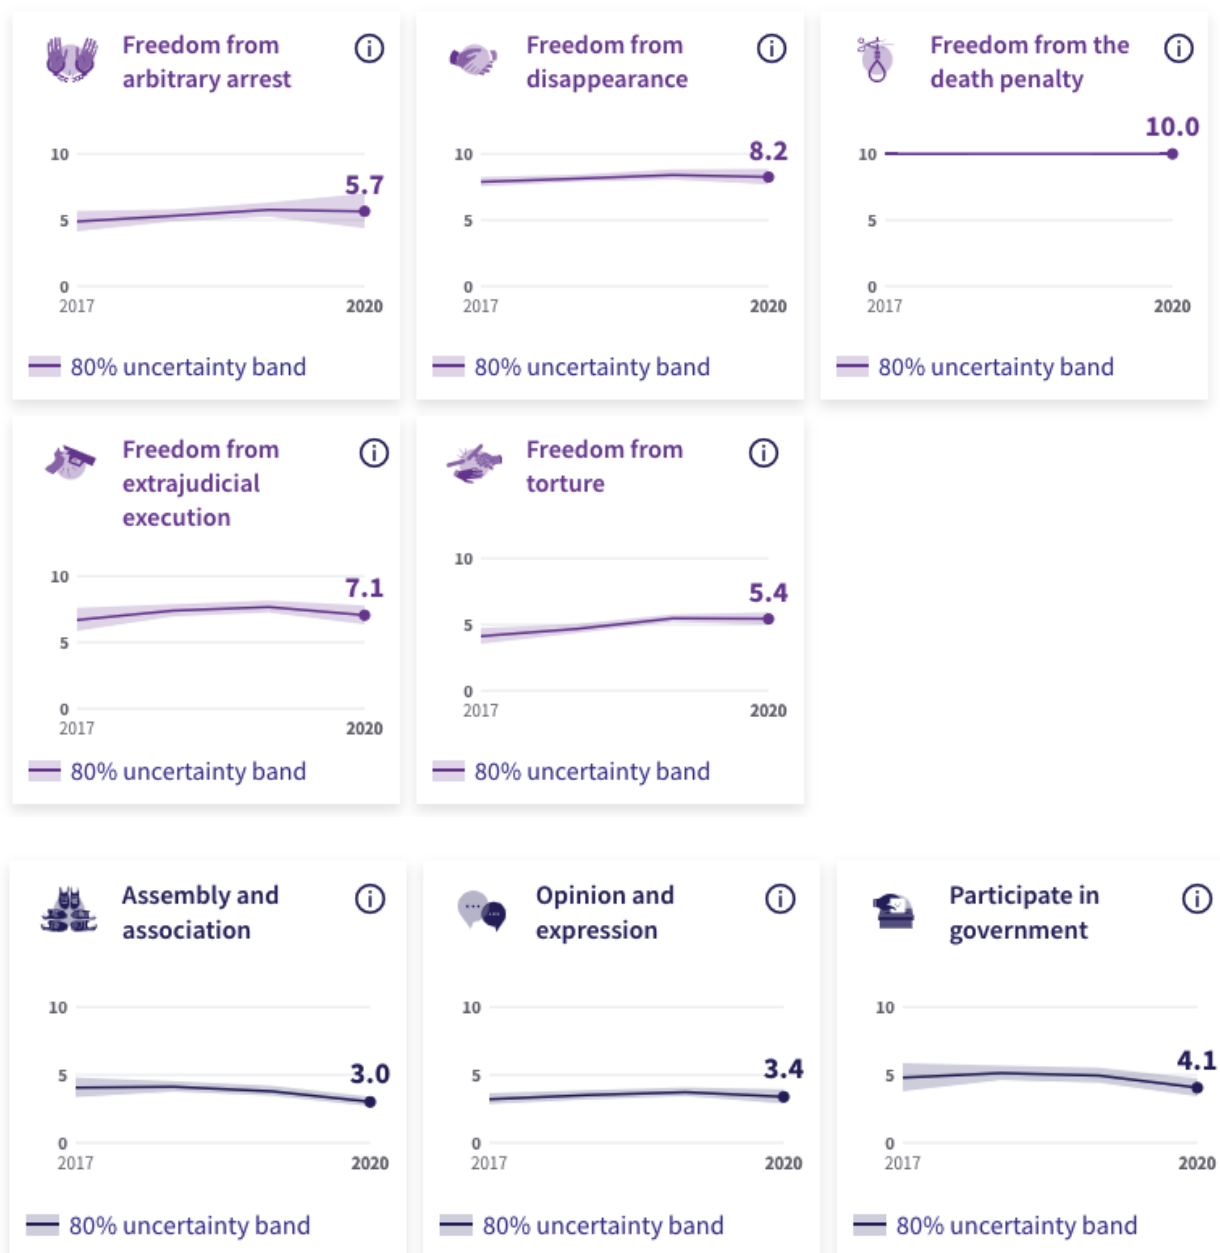 Freedom from
arbitrary arrest
10
5.7
5
0
2017
2020
80% uncertainty band
Freedom from
disappearance
10
8.2
5
0
2017
2020
80% uncertainty band
Freedom from the
death penalty
10.0
10
5
0
2017
2020
80% uncertainty band
Freedom from
extrajudicial
execution
10
7.1
5
0
2017
2020
80% uncertainty band
Freedom from
torture
10
5.4
5
0
2017
2020
80% uncertainty band
Assembly and
association
10
5
3.0
0
2017
2020
80% uncertainty band
Opinion and
expression
10
3.4
5
0
2017
2020
80% uncertainty band
Participate in
government
10
4.1
5
0
2017
2020
80% uncertainty band